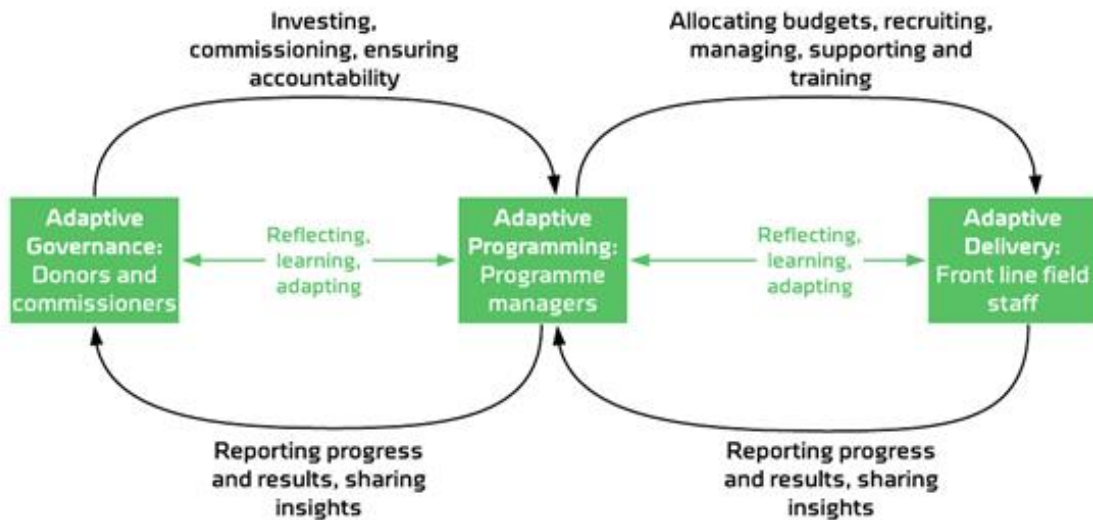 Investing,
commissioning, ensuring
accountability
Allocating budgets, recruiting,
managing, supporting and
training
Adaptive
Governance:
Donors and
commissioners
Reflecting,
learning,
adapting
Adaptive
Programming:
Programme
managers
Reflecting,
learning,
adapting
Adaptive
Delivery:
Front line field
staff
Reporting progress
and results, sharing
insights
Reporting progress
and results, sharing
insights